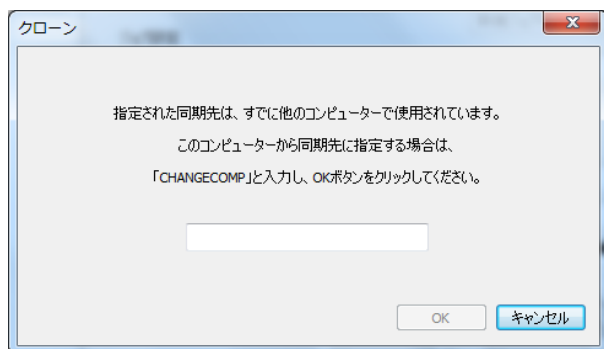 クローン
指定された同期先は、すでに他のコンピューターで使用されています。
このコンピューターから同期先に指定する場合は、
「CHANGECOMP」と入力し、OKボタンをクリックしてください。
OK
キャンセル